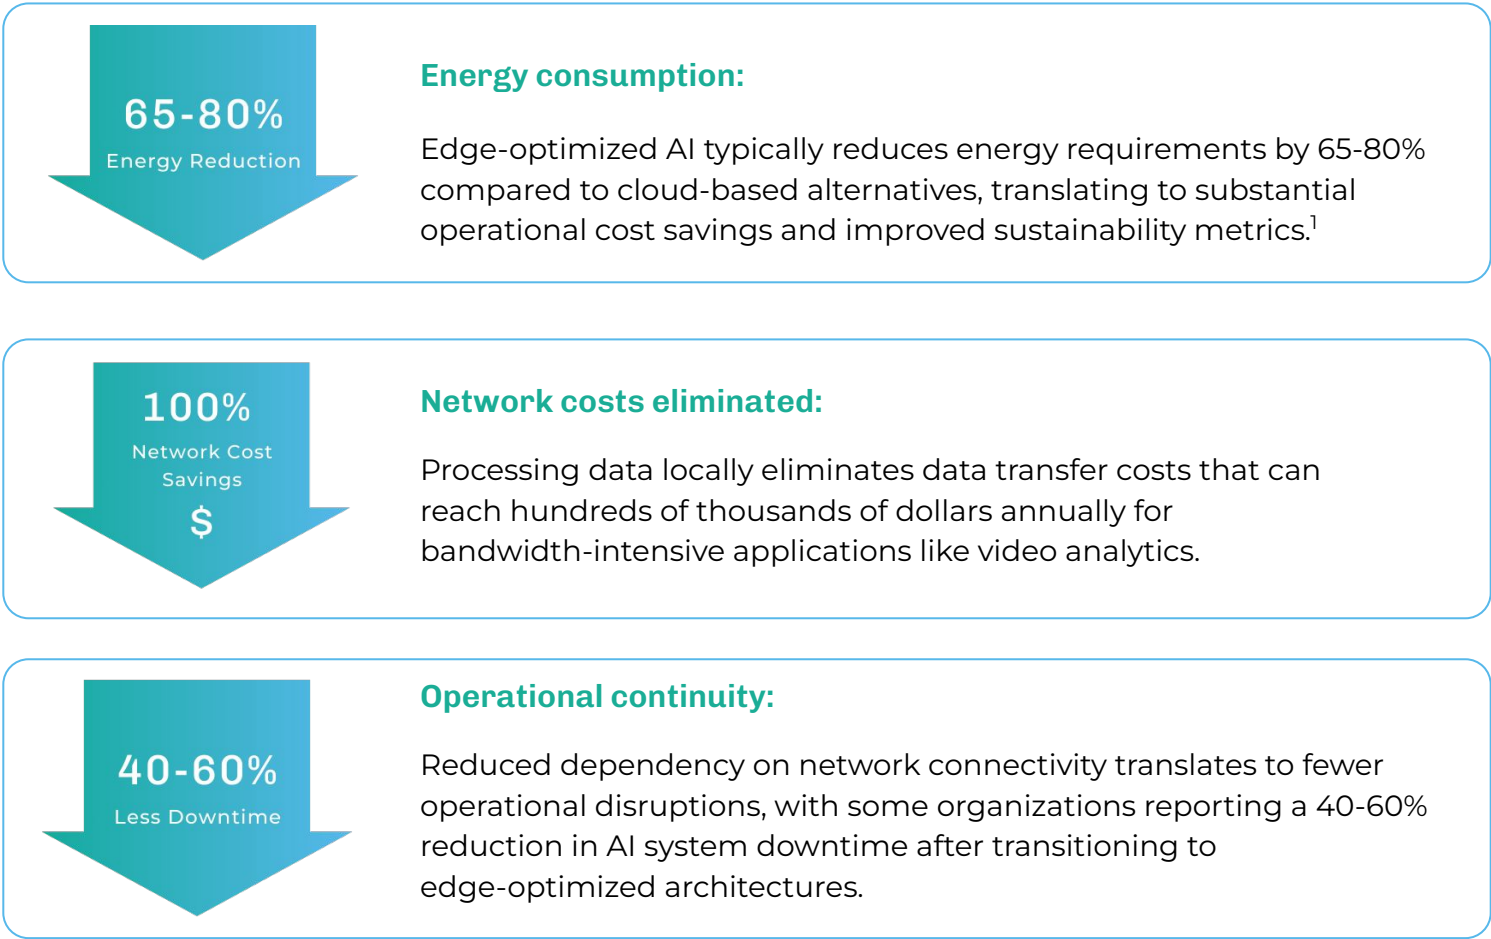 65-80%
Energy Reduction
Energy consumption:
Edge-optimized AI typically reduces energy requirements by 65-80%
compared to cloud-based alternatives, translating to substantial
operational cost savings and improved sustainability metrics.¹
100%
Network Cost
Savings
$
Network costs eliminated:
Processing data locally eliminates data transfer costs that can
reach hundreds of thousands of dollars annually for
bandwidth-intensive applications like video analytics.
40-60%
Less Downtime
Operational continuity:
Reduced dependency on network connectivity translates to fewer
operational disruptions, with some organizations reporting a 40-60%
reduction in AI system downtime after transitioning to
edge-optimized architectures.